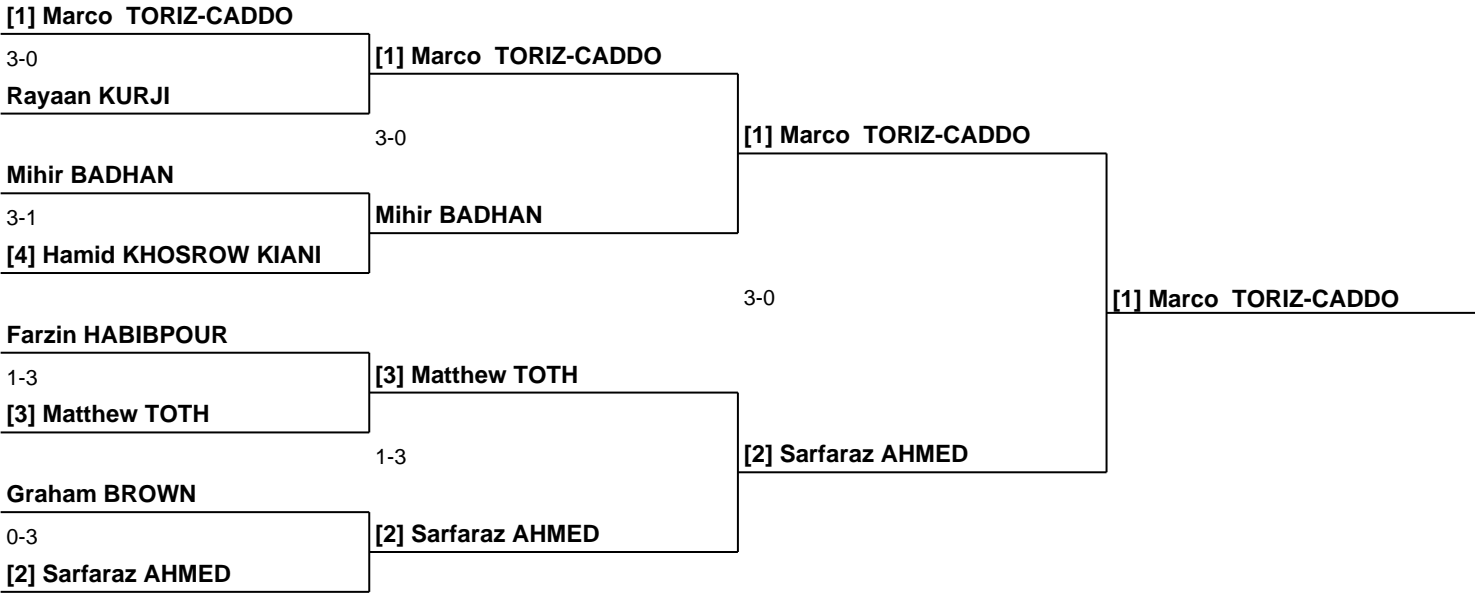 [1] Marco  TORIZ-CADDO
3-0
Rayaan KURJI
Mihir BADHAN
3-1
[4] Hamid KHOSROW KIANI
Farzin HABIBPOUR
1-3
[3] Matthew TOTH
Graham BROWN
0-3
[2] Sarfaraz AHMED
[1] Marco  TORIZ-CADDO
3-0
Mihir BADHAN
[3] Matthew TOTH
1-3
[2] Sarfaraz AHMED
[1] Marco  TORIZ-CADDO
3-0
[2] Sarfaraz AHMED
[1] Marco  TORIZ-CADDO